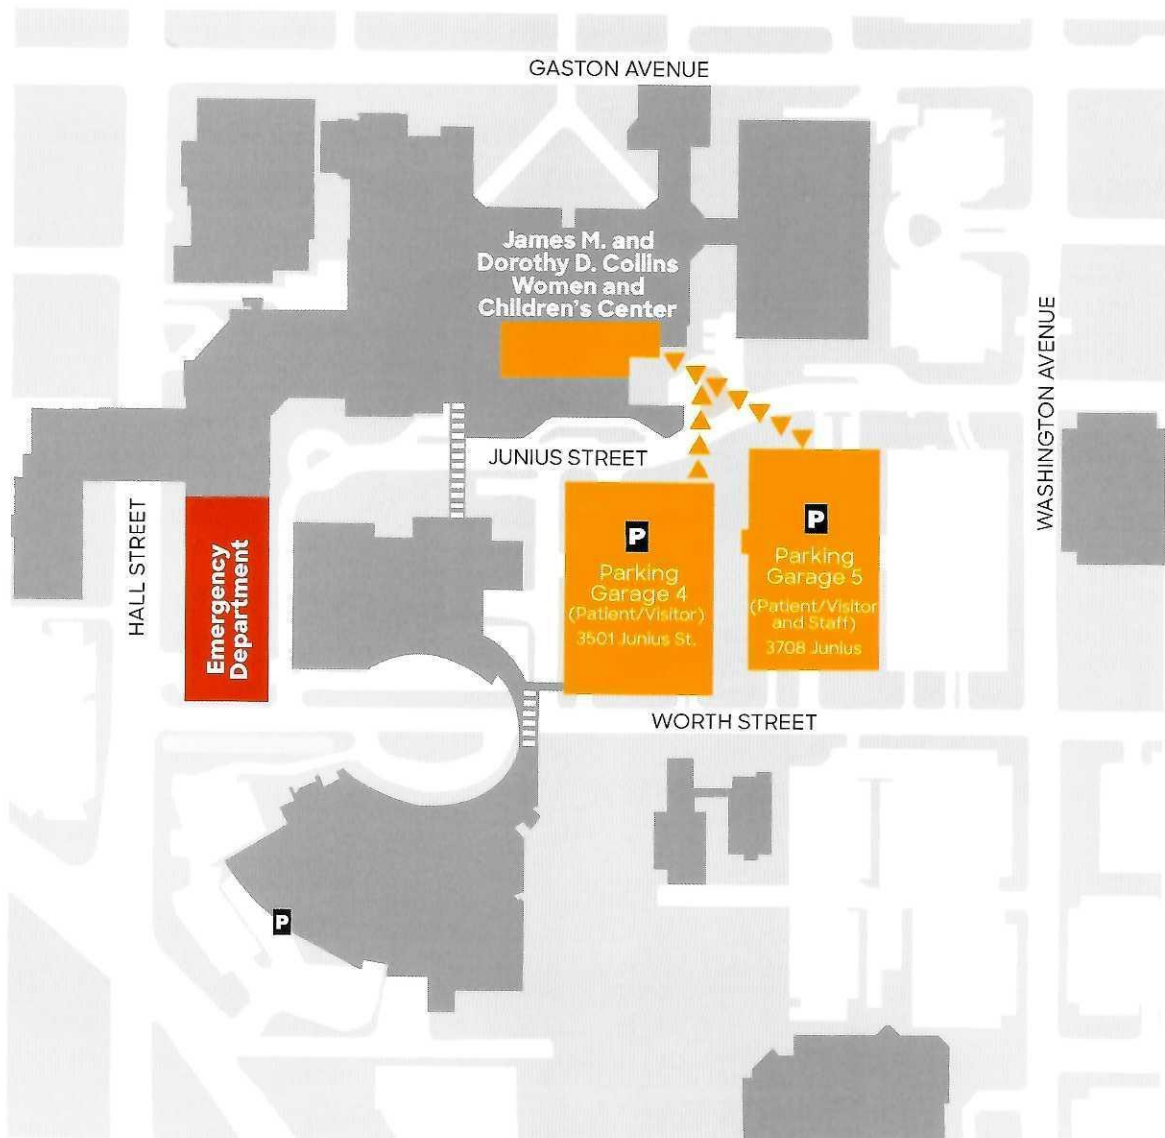 GASTON AVENUE
James M. and
Dorothy D. Collins
Women and
Children's Center
WASHINGTON AVENUE
JUNIUS STREET
HALL STREET
Emergency
Department
P
Parking
Garage 4
(Patient/Visitor)
3501 Junius St.
P
Parking
Garage 5
(Patient/Visitor
and Staff)
3708 Junius
WORTH STREET
P